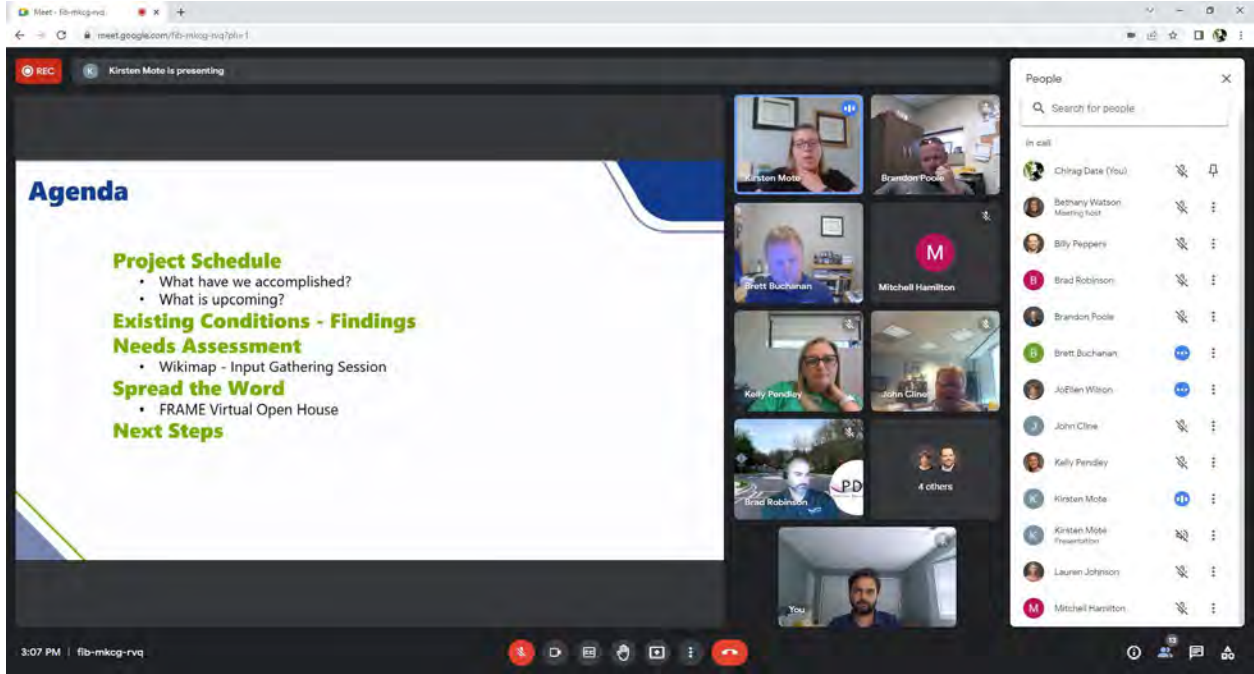 Meet - fib-mkcg-rvq
meet.google.com/fib-mkcg-rvq?pli=1
REC
K
Kirsten Mote is presenting
Agenda
Project Schedule
• What have we accomplished?
• What is upcoming?
Existing Conditions - Findings
Needs Assessment
• Wikimap - Input Gathering Session
Spread the Word
• FRAME Virtual Open House
Next Steps
Kirsten Mote
Brandon Poole
Brett Buchanan
M
Mitchell Hamilton
Kelly Pendley
John Cline
Brad Robinson
PD
4 others
You
People
Search for people
In call
Chirag Date (You)
Bethany Watson
Meeting host
Billy Peppers
B
Brad Robinson
Brandon Poole
B
Brett Buchanan
JoEllen Wilson
J
John Cline
Kelly Pendley
K
Kirsten Mote
K
Kirsten Mote
Presentation
Lauren Johnson
M
Mitchell Hamilton
3:07 PM | fib-mkcg-rvq
13